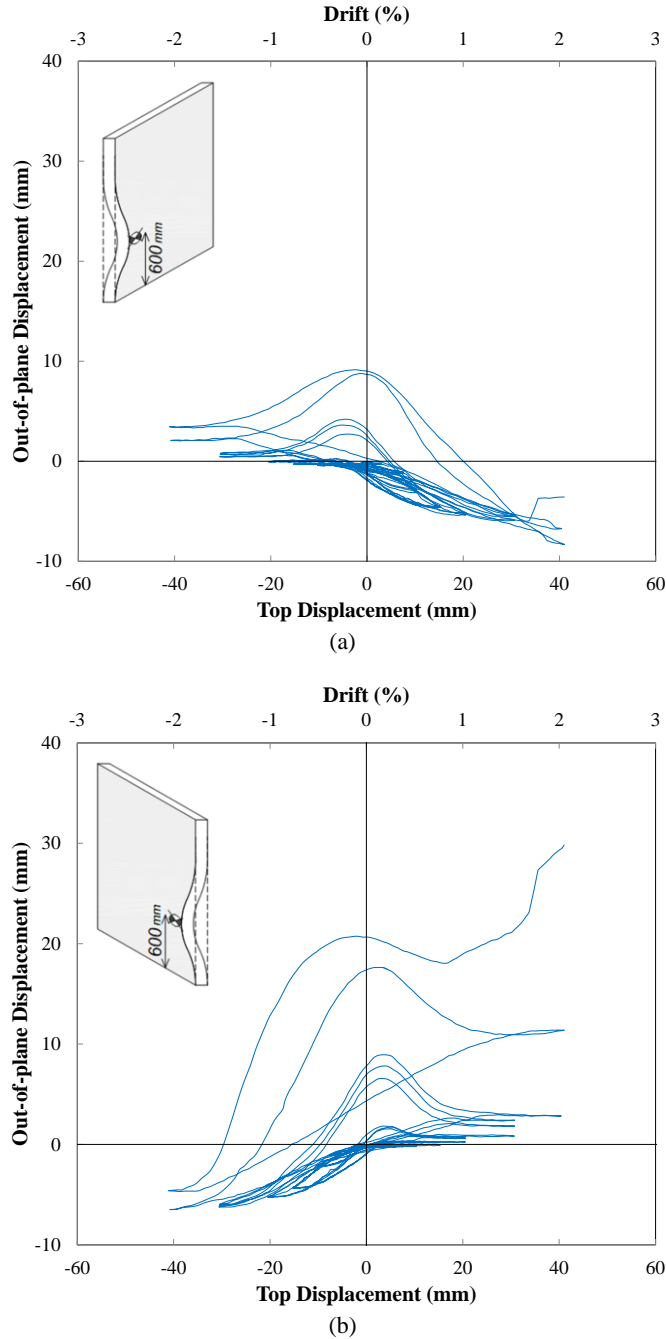 Drift (%)
-3 -2 -1 0 1 2 3
40
30
20
10
0
-10
Out-of-plane Displacement (mm)
600 mm
-60 -40 -20 0 20 40 60
Top Displacement (mm)
(a)
Drift (%)
-3 -2 -1 0 1 2 3
40
30
20
10
0
-10
Out-of-plane Displacement (mm)
600 mm
-60 -40 -20 0 20 40 60
Top Displacement (mm)
(b)